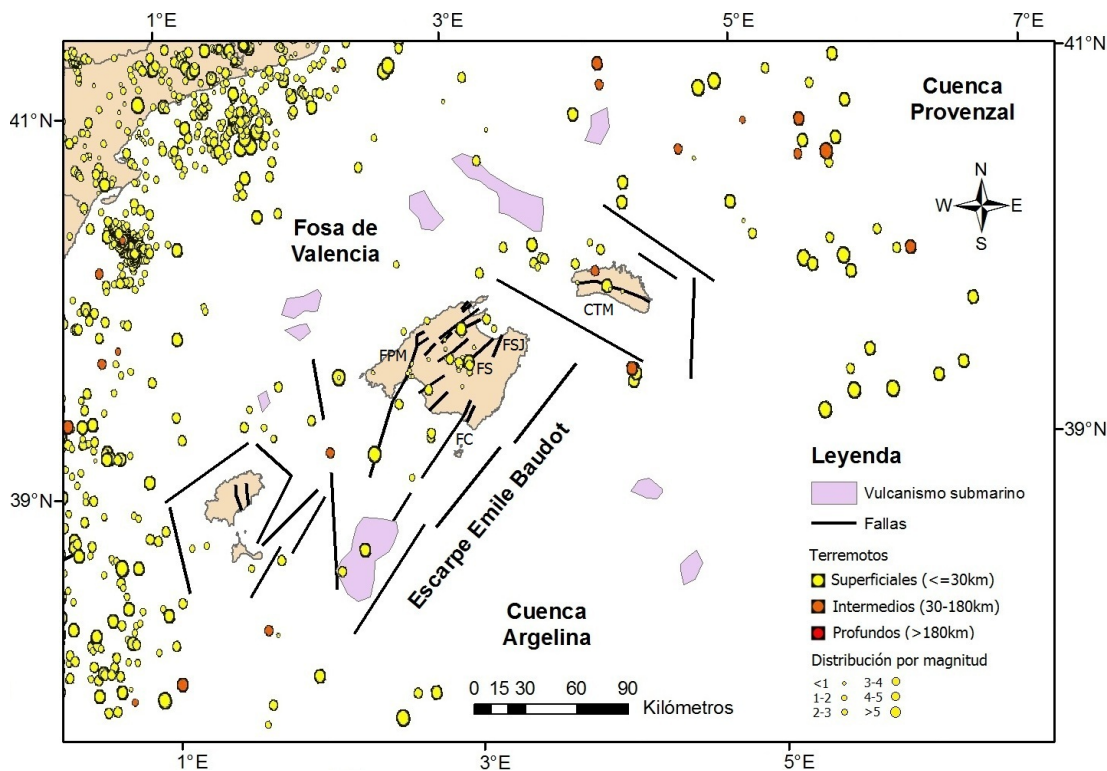 1°E 3°E 5°E 7°E
41°N
41°N
Cuenca
Provenzal
N
W E
S
Fosa de
Valencia
CTM
FPM
FSJ
FS
FC
39°N
39°N
Escarpe Emile Baudot
Cuenca
Argelina
Leyenda
Vulcanismo submarino
Fallas
Terremotos
Superficiales (<=30km)
Intermedios (30-180km)
Profundos (>180km)
Distribución por magnitud
<1 3-4
1-2 4-5
2-3 >5
0 15 30 60 90
Kilómetros
1°E 3°E 5°E